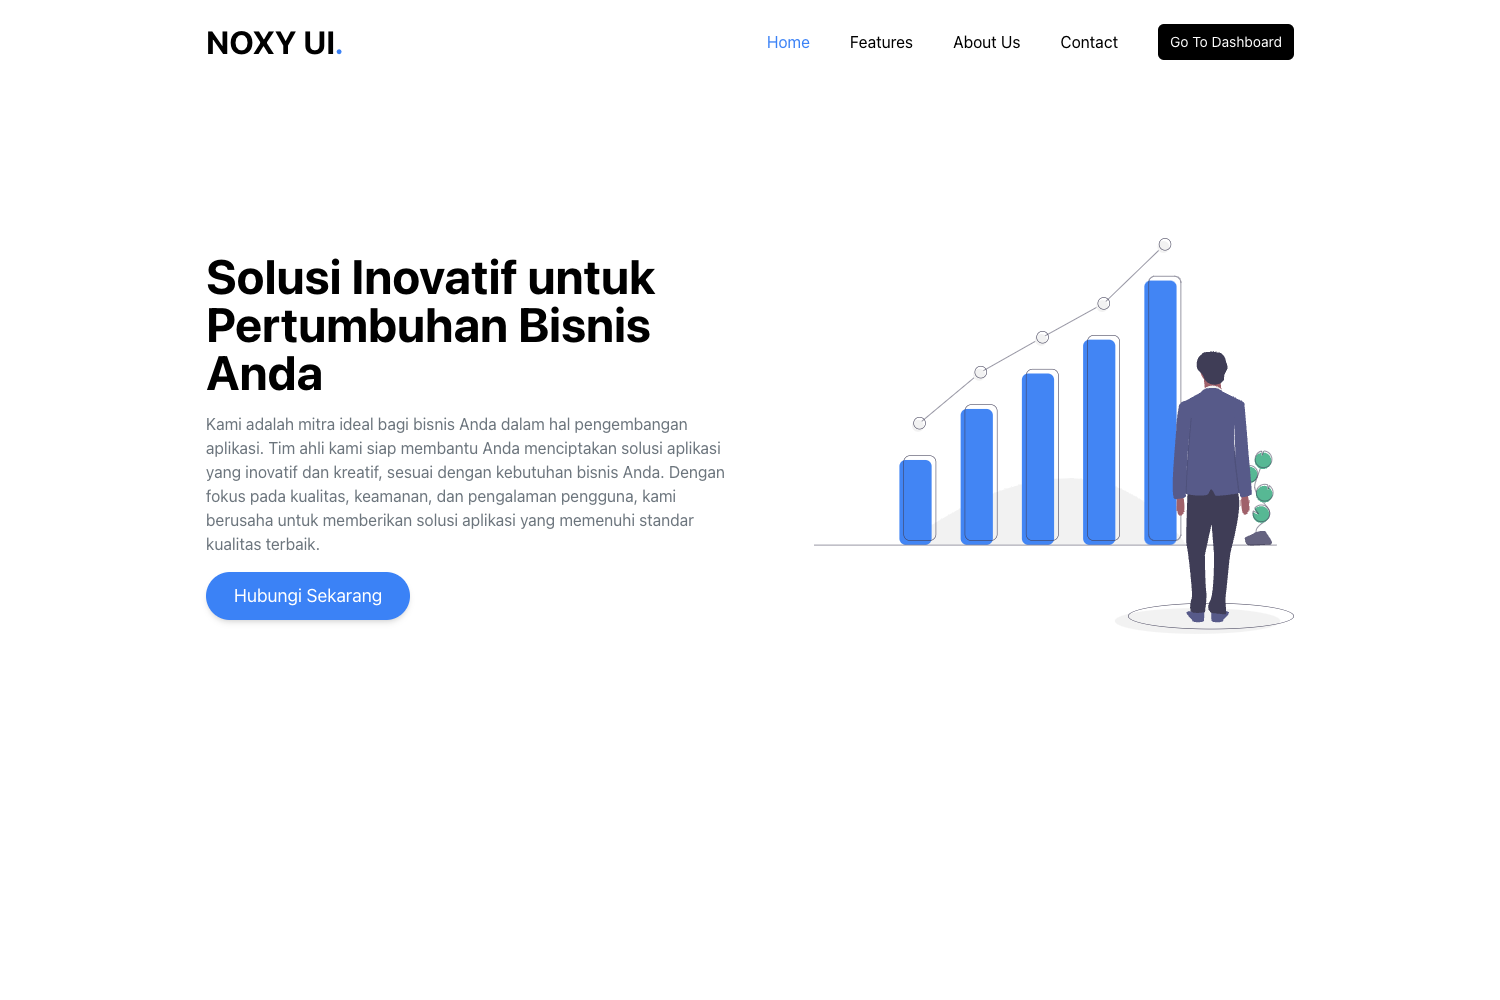 NOXY UI.
Home
Features
About Us
Contact
Go To Dashboard
Solusi Inovatif untuk
Pertumbuhan Bisnis
Anda
Kami adalah mitra ideal bagi bisnis Anda dalam hal pengembangan
aplikasi. Tim ahli kami siap membantu Anda menciptakan solusi aplikasi
yang inovatif dan kreatif, sesuai dengan kebutuhan bisnis Anda. Dengan
fokus pada kualitas, keamanan, dan pengalaman pengguna, kami
berusaha untuk memberikan solusi aplikasi yang memenuhi standar
kualitas terbaik.
Hubungi Sekarang